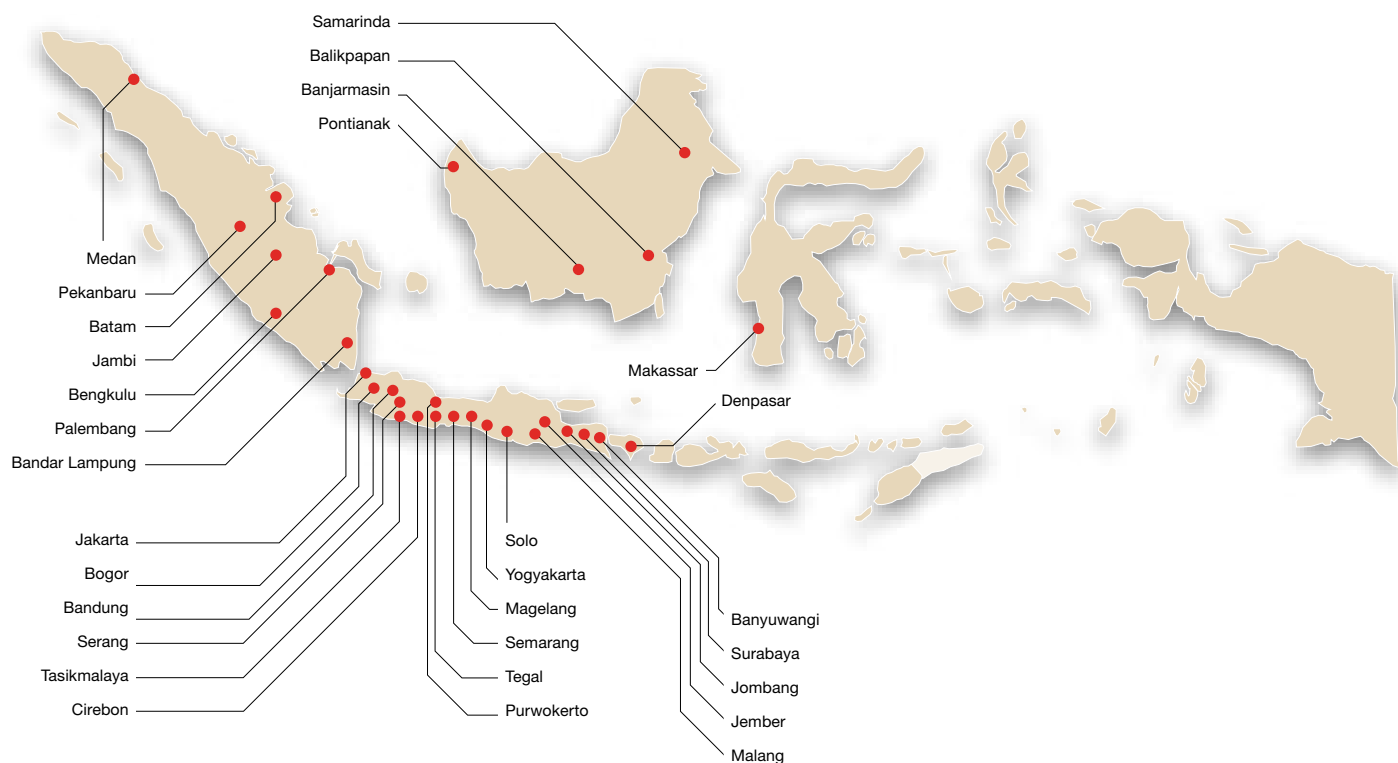 Samarinda
Balikpapan
Banjarmasin
Pontianak
Medan
Pekanbaru
Batam
Jambi
Bengkulu
Palembang
Bandar Lampung
Makassar
Denpasar
Jakarta
Bogor
Bandung
Serang
Tasikmalaya
Cirebon
Solo
Yogyakarta
Magelang
Semarang
Tegal
Purwokerto
Banyuwangi
Surabaya
Jombang
Jember
Malang